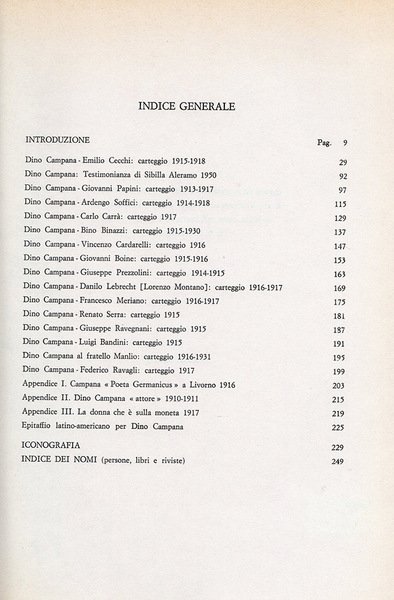 INDICE GENERALE
INTRODUZIONE Pag. 9
Dino Campana - Emilio Cecchi: carteggio 1915-1918 29
Dino Campana: Testimonianza di Sibilla Aleramo 1950 92
Dino Campana - Giovanni Papini: carteggio 1913-1917 97
Dino Campana - Ardengo Soffici: carteggio 1914-1918 115
Dino Campana - Carlo Carrà: carteggio 1917 129
Dino Campana - Bino Binazzi: carteggio 1915-1930 137
Dino Campana - Vincenzo Cardarelli: carteggio 1916 147
Dino Campana - Giovanni Boine: carteggio 1915-1916 153
Dino Campana - Giuseppe Prezzolini: carteggio 1914-1915 163
Dino Campana - Danilo Lebrecht [Lorenzo Montano]: carteggio 1916-1917 169
Dino Campana - Francesco Meriano: carteggio 1916-1917 175
Dino Campana - Renato Serra: carteggio 1915 181
Dino Campana - Giuseppe Ravegnani: carteggio 1915 187
Dino Campana - Luigi Bandini: carteggio 1915 191
Dino Campana al fratello Manlio: carteggio 1916-1931 195
Dino Campana - Federico Ravagli: carteggio 1917 199
Appendice I. Campana « Poeta Germanicus » a Livorno 1916 203
Appendice II. Dino Campana « attore » 1910-1911 215
Appendice III. La donna che è sulla moneta 1917 219
Epitaffio latino-americano per Dino Campana 225
ICONOGRAFIA 229
INDICE DEI NOMI (persone, libri e riviste) 249